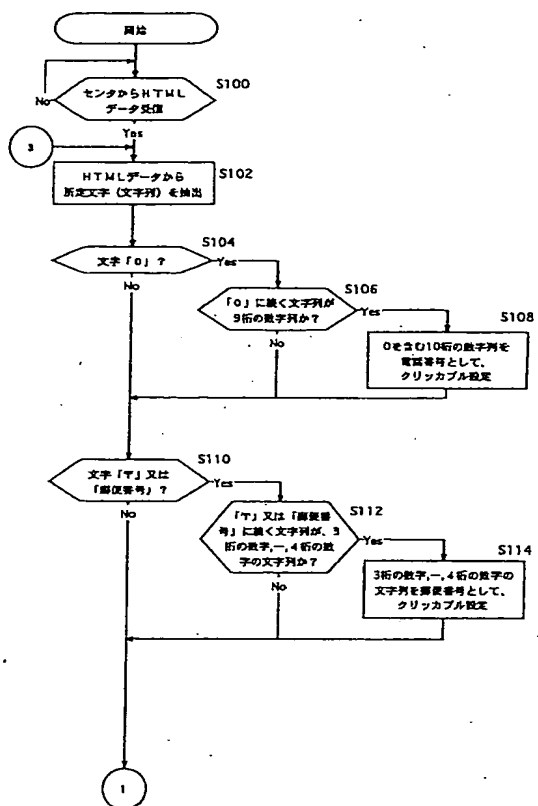 開始
S100
センタからHTML
データ受信
No
Yes
3
S102
HTMLデータから
所定文字(文字列)を抽出
S104
文字「0」?
Yes
No
S106
「0」に続く文字列が
9桁の数字列か?
Yes
No
S108
0を含む10桁の数字列を
電話番号として、
クリッカブル設定
S110
文字「〒」又は
「郵便番号」?
Yes
No
S112
「〒」又は「郵便番
号」に続く文字列が、3
桁の数字,ー,4桁の数
字の文字列か?
Yes
No
S114
3桁の数字,ー,4桁の数字の
文字列を郵便番号として、
クリッカブル設定
1